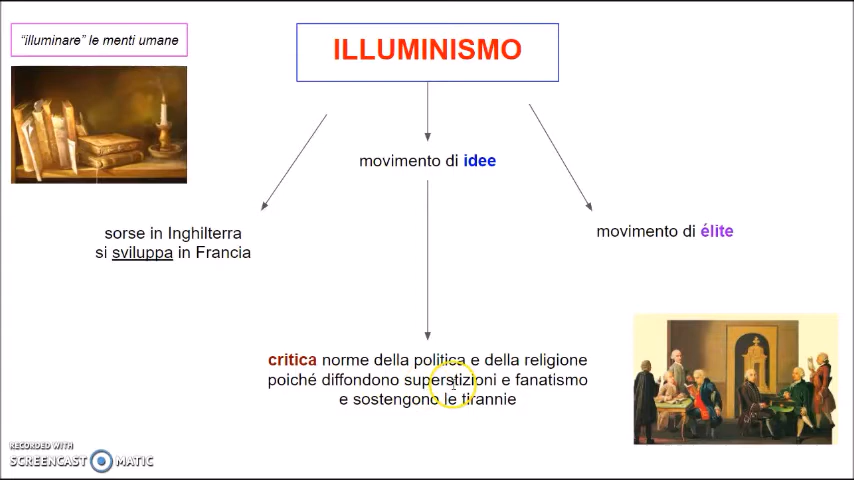 “illuminare” le menti umane
ILLUMINISMO
movimento di idee
sorse in Inghilterra
si sviluppa in Francia
movimento di élite
critica norme della politica e della religione
poiché diffondono superstizioni e fanatismo
e sostengono le tirannie
RECORDED WITH
SCREENCAST MATIC